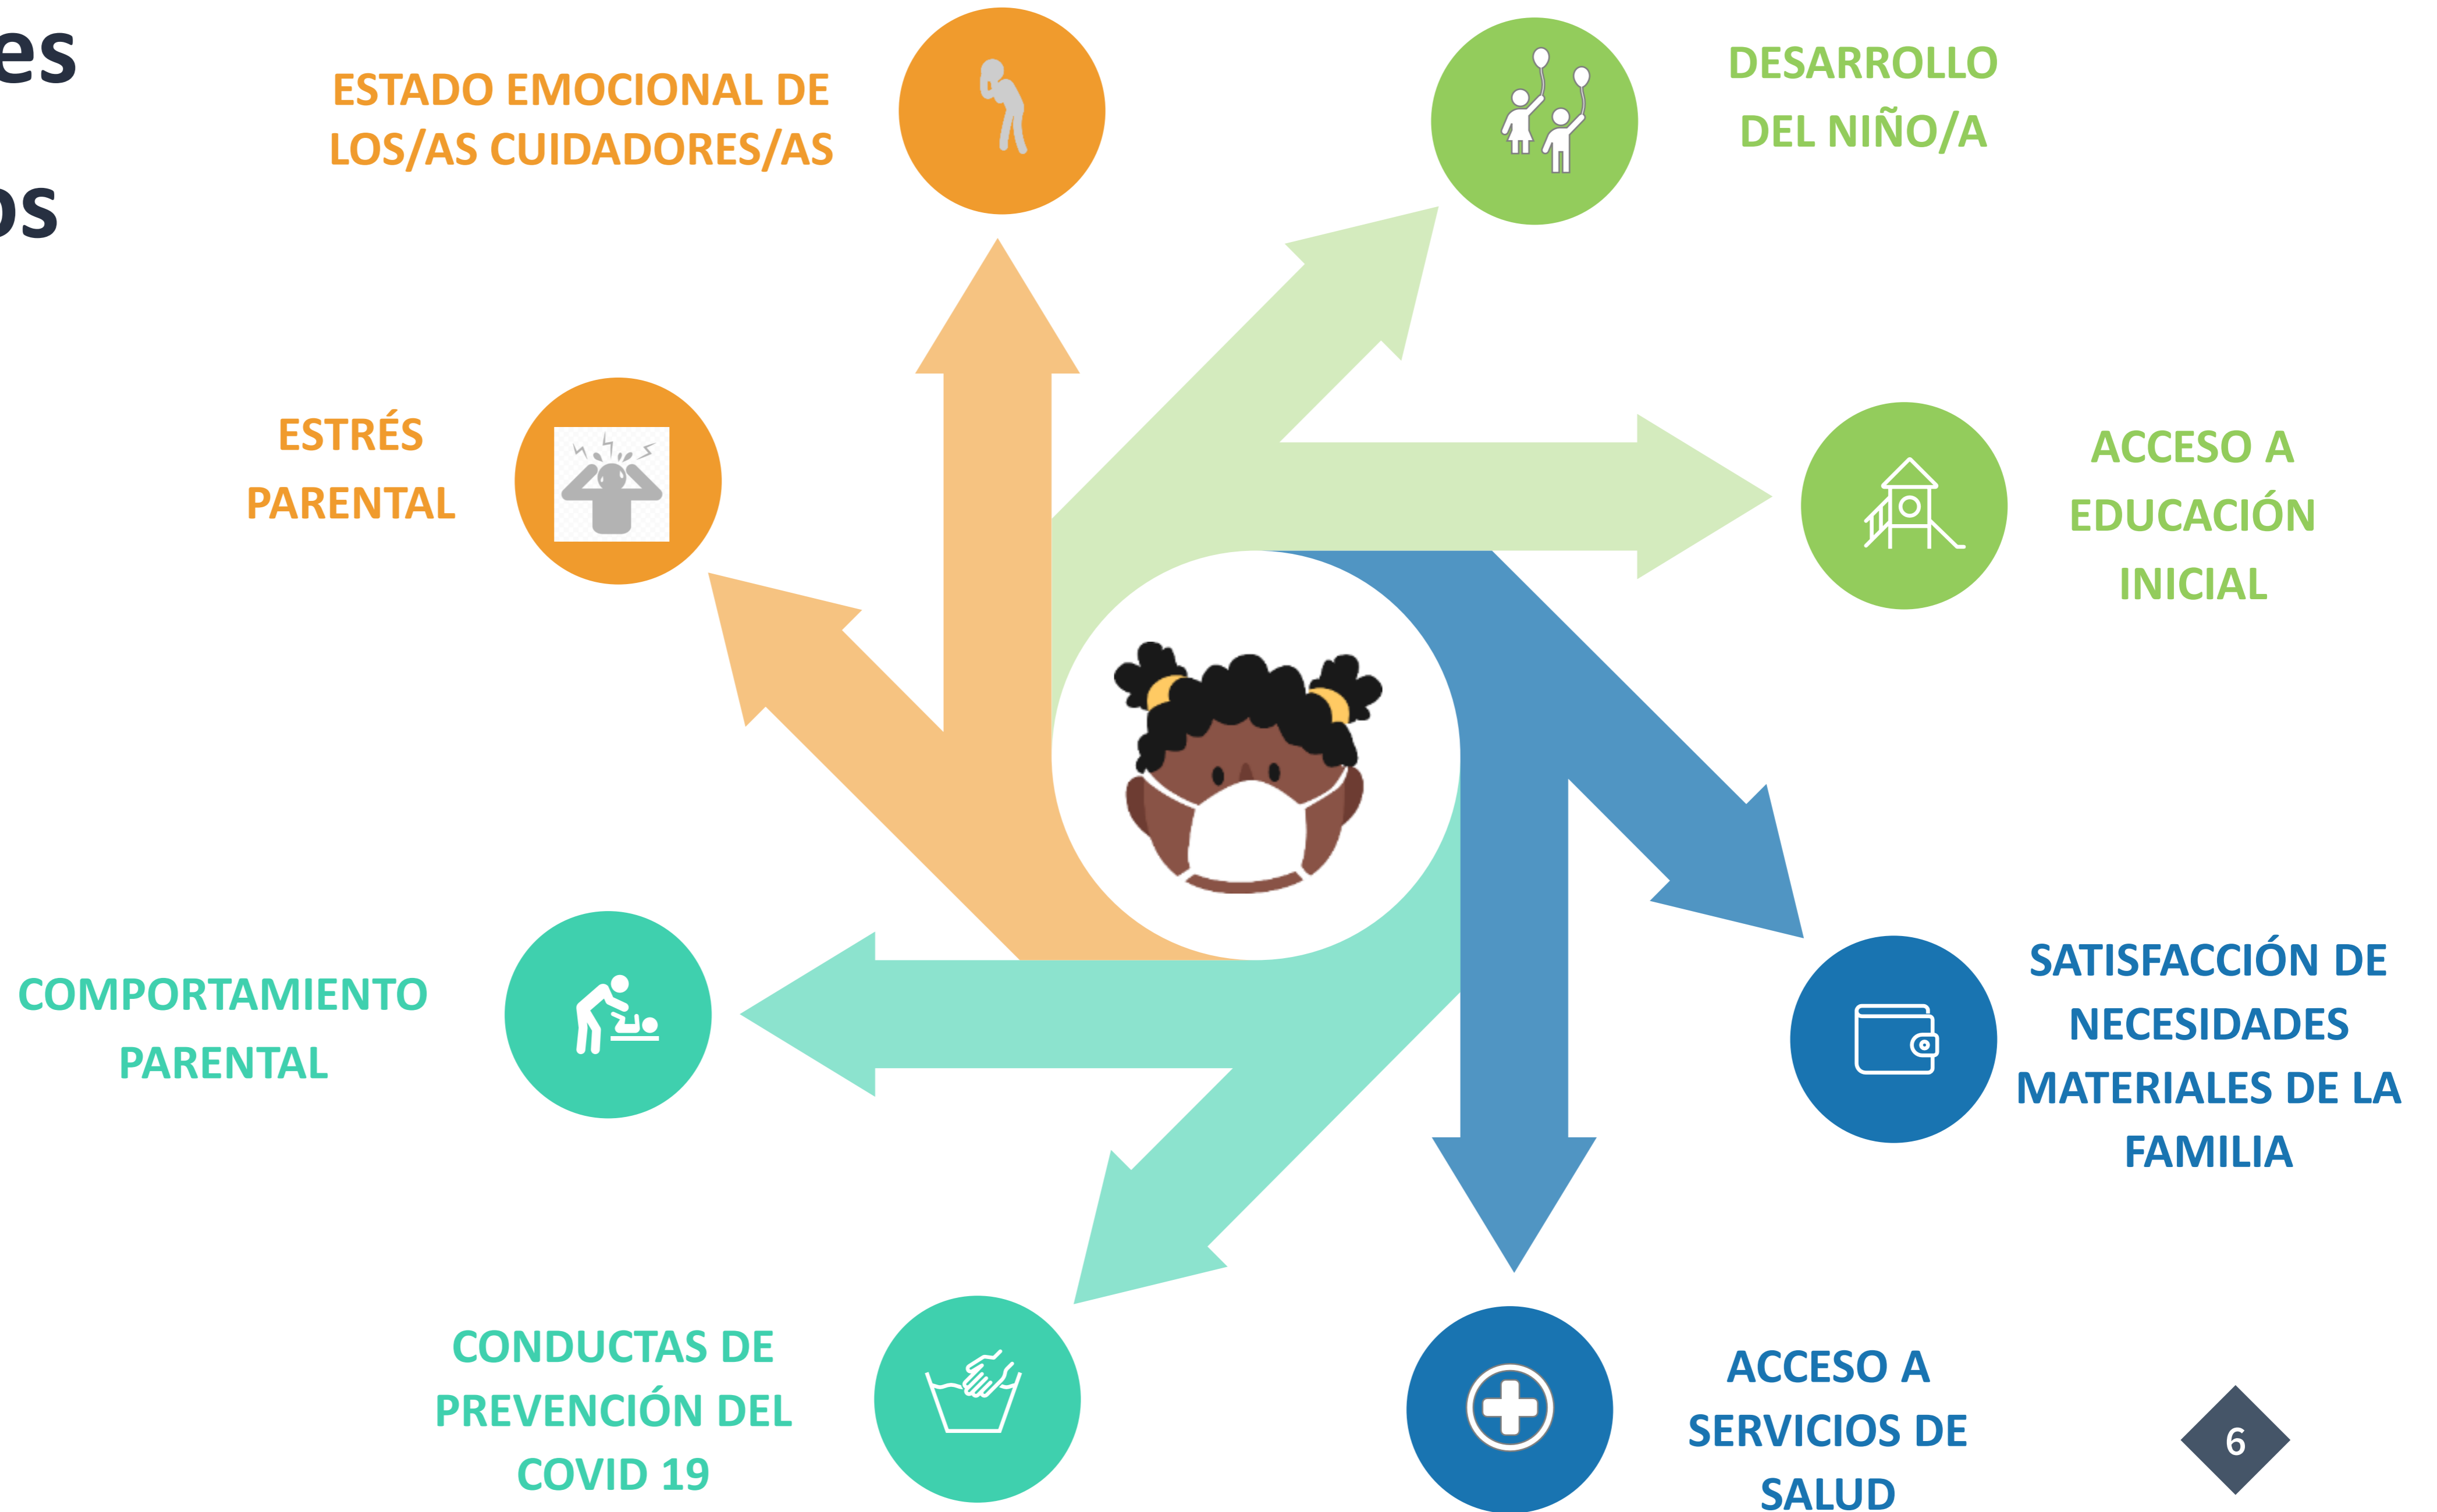 es
os
ESTADO EMOCIONAL DE
LOS/AS CUIDADORES/AS
DESARROLLO
DEL NIÑO/A
ESTRÉS
PARENTAL
ACCESO A
EDUCACIÓN
INICIAL
COMPORTAMIENTO
PARENTAL
SATISFACCIÓN DE
NECESIDADES
MATERIALES DE LA
FAMILIA
CONDUCTAS DE
PREVENCIÓN DEL
COVID 19
ACCESO A
SERVICIOS DE
SALUD
6